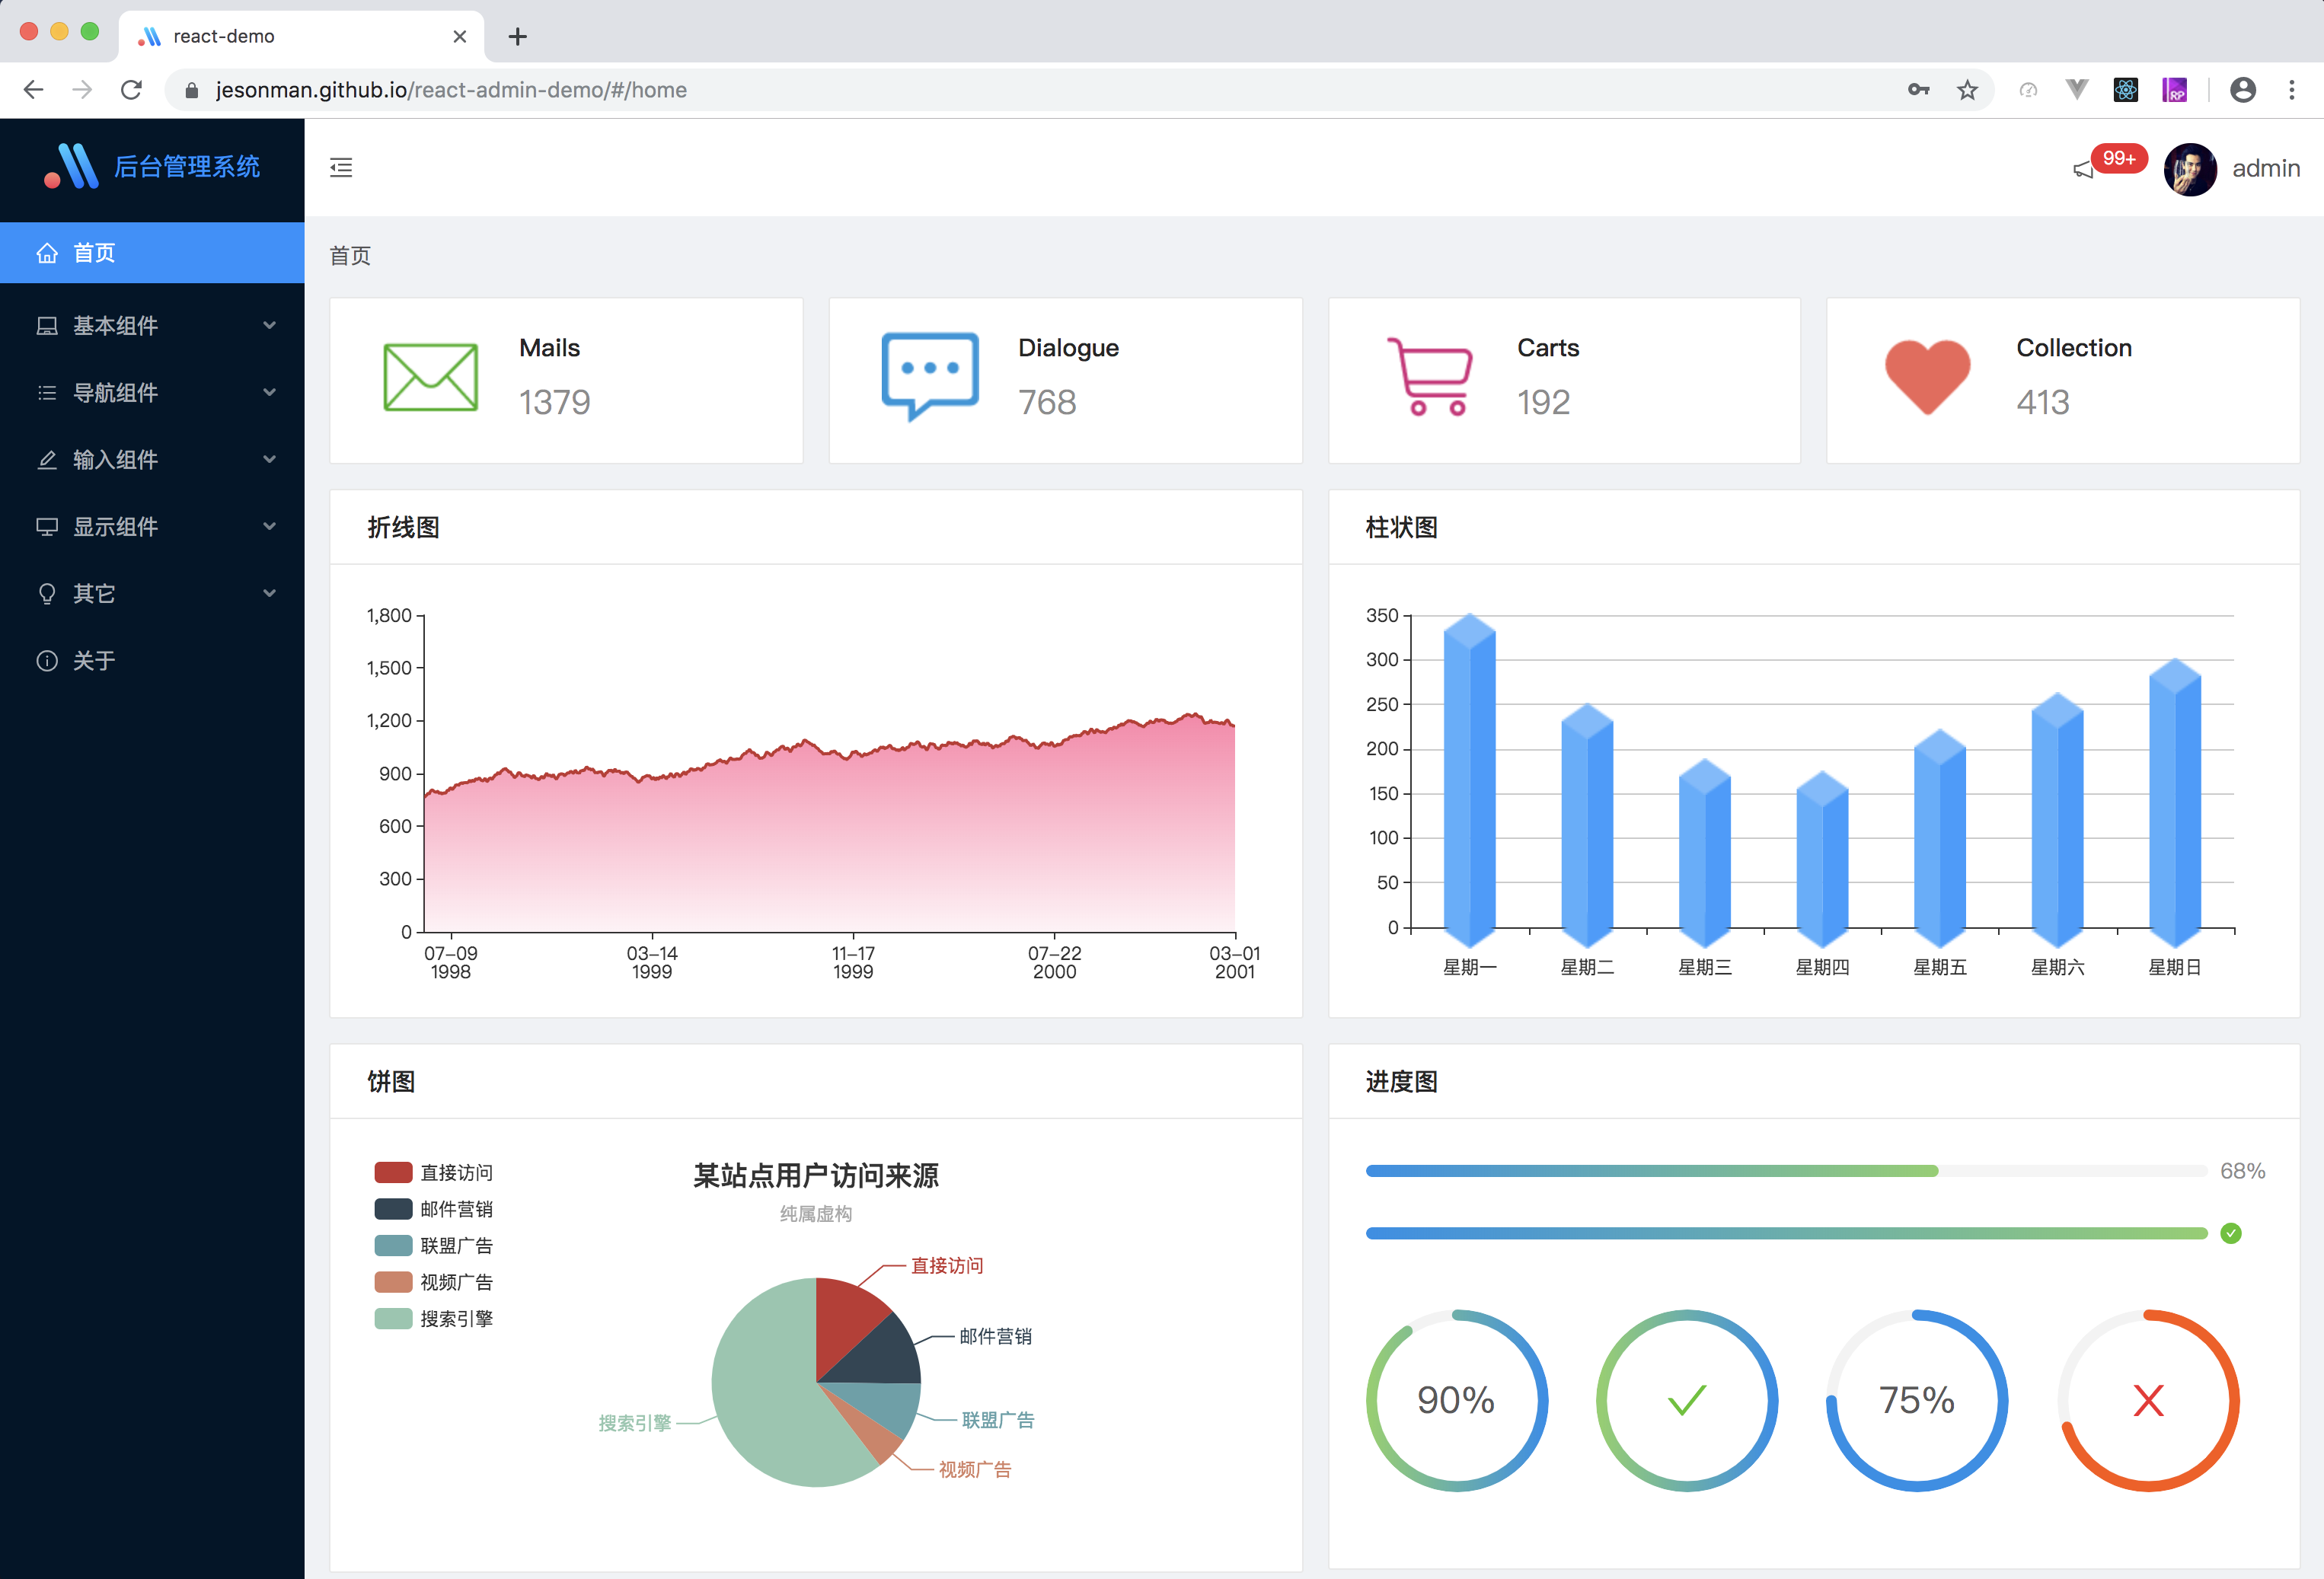 react-demo
jesonman.github.io/react-admin-demo/#/home
RP
后台管理系统
99+
admin
首页
基本组件
导航组件
输入组件
显示组件
其它
关于
首页
Mails
1379
Dialogue
768
Carts
192
Collection
413
折线图
1,800
1,500
1,200
900
600
300
0
07-09
1998
03-14
1999
11-17
1999
07-22
2000
03-01
2001
柱状图
350
300
250
200
150
100
50
0
星期一
星期二
星期三
星期四
星期五
星期六
星期日
饼图
直接访问
邮件营销
联盟广告
视频广告
搜索引擎
某站点用户访问来源
纯属虚构
直接访问
邮件营销
联盟广告
视频广告
搜索引擎
进度图
68%
90%
75%